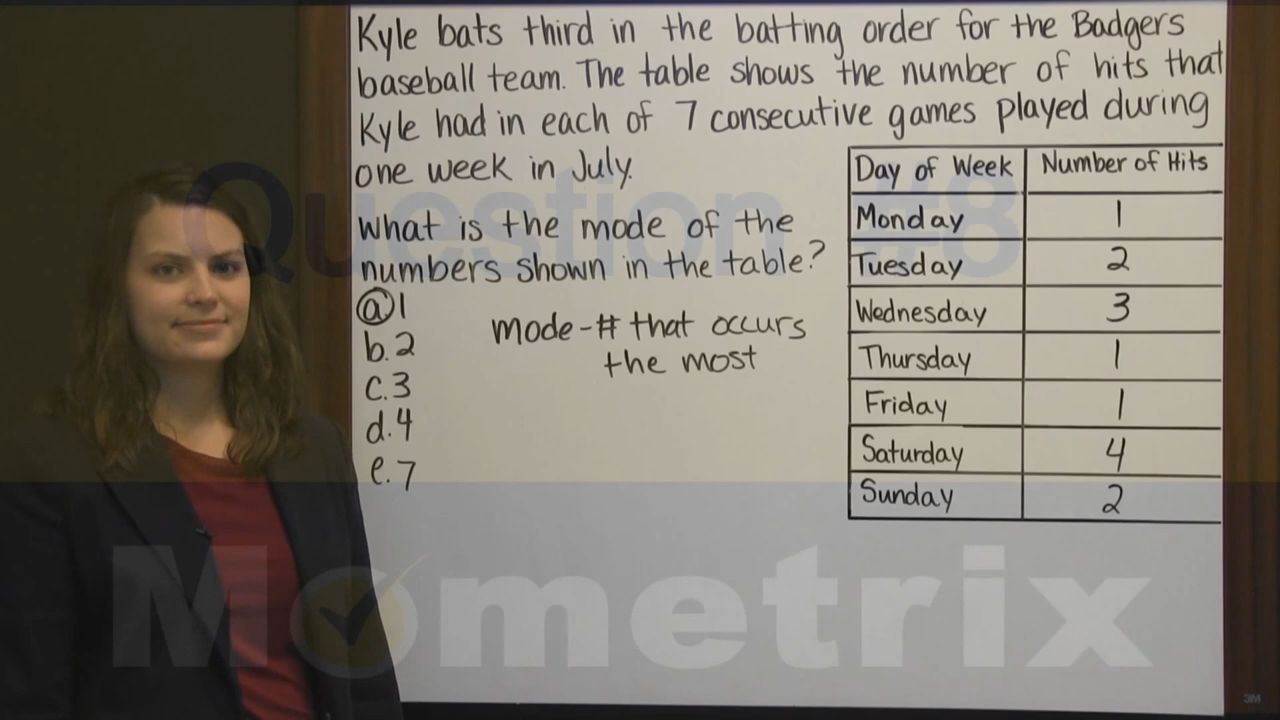 Kyle bats third in the batting order for the Badgers
baseball team. The table shows the number of hits that
Kyle had in each of 7 consecutive games played during
one week in July.
Question #8
What is the mode of the
numbers shown in the table?
a. 1
b. 2
c. 3
d. 4
e. 7
mode - # that occurs
the most
Day of Week Number of Hits
Monday 1
Tuesday 2
Wednesday 3
Thursday 1
Friday 1
Saturday 4
Sunday 2
Mometrix
3M